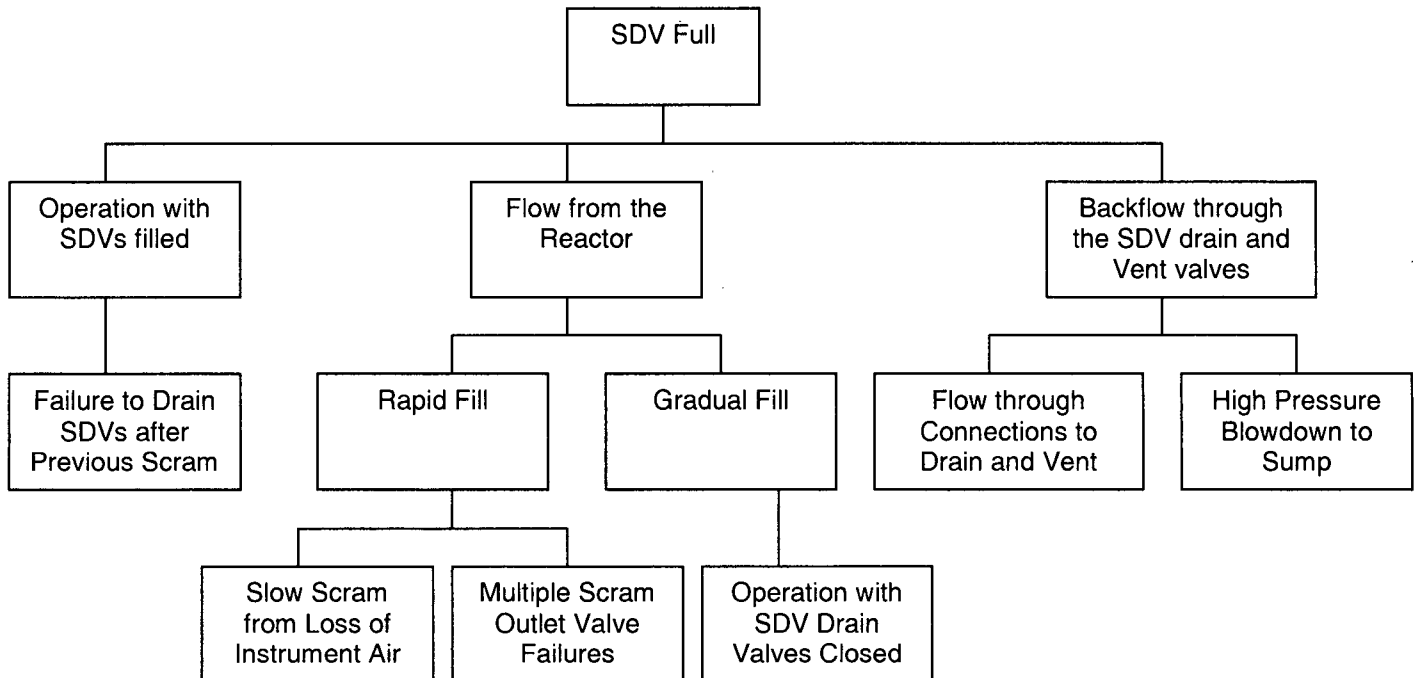 SDV Full
Operation with
SDVs filled
Flow from the
Reactor
Backflow through
the SDV drain and
Vent valves
Failure to Drain
SDVs after
Previous Scram
Rapid Fill
Gradual Fill
Flow through
Connections to
Drain and Vent
High Pressure
Blowdown to
Sump
Slow Scram
from Loss of
Instrument Air
Multiple Scram
Outlet Valve
Failures
Operation with
SDV Drain
Valves Closed